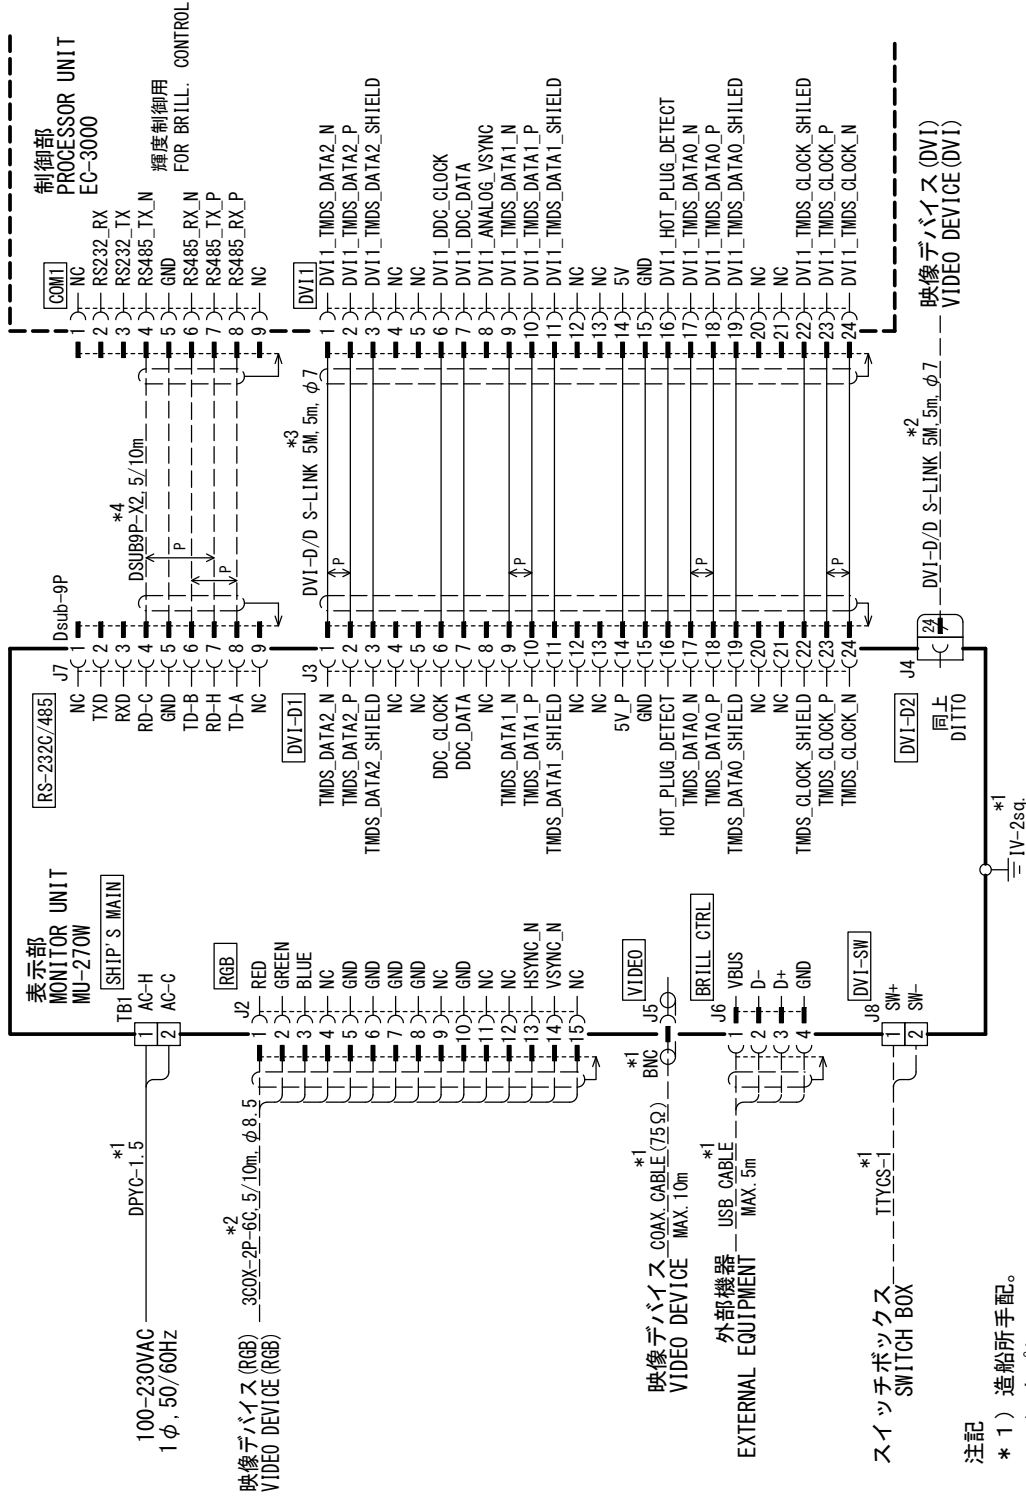 制御部
PROCESSOR UNIT
EC-3000
COM1
1 NC
2 RS232_RX
3 RS232_TX
4 RS485_TX_N
5 GND
6 RS485_RX_N
7 RS485_TX_P
8 RS485_RX_P
9 NC
輝度制御用
FOR BRILL. CONTROL
DVI1
1 DVI1_TMDS_DATA2_N
2 DVI1_TMDS_DATA2_P
3 DVI1_TMDS_DATA2_SHIELD
4 NC
5 NC
6 DVI1_DDC_CLOCK
7 DVI1_DDC_DATA
8 DVI1_ANALOG_VSYNC
9 DVI1_TMDS_DATA1_N
10 DVI1_TMDS_DATA1_P
11 DVI1_TMDS_DATA1_SHIELD
12 NC
13 NC
14 5V
15 GND
16 DVI1_HOT_PLUG_DETECT
17 DVI1_TMDS_DATA0_N
18 DVI1_TMDS_DATA0_P
19 DVI1_TMDS_DATA0_SHILED
20 NC
21 NC
22 DVI1_TMDS_CLOCK_SHILED
23 DVI1_TMDS_CLOCK_P
24 DVI1_TMDS_CLOCK_N
映像デバイス(DVI)
VIDEO DEVICE(DVI)
*4
DSUB9P-X2,5/10m
P
P
*3
DVI-D/D S-LINK 5M,5m,φ7
P
P
P
P
*2
DVI-D/D S-LINK 5M,5m,φ7
表示部
MONITOR UNIT
MU-270W
RS-232C/485
J7
Dsub-9P
NC 1
TXD 2
RXD 3
RD-C 4
GND 5
TD-B 6
RD-H 7
TD-A 8
NC 9
DVI-D1
J3
TMDS_DATA2_N 1
TMDS_DATA2_P 2
TMDS_DATA2_SHIELD 3
NC 4
NC 5
DDC_CLOCK 6
DDC_DATA 7
NC 8
TMDS_DATA1_N 9
TMDS_DATA1_P 10
TMDS_DATA1_SHIELD 11
NC 12
NC 13
5V_P 14
GND 15
HOT_PLUG_DETECT 16
TMDS_DATA0_N 17
TMDS_DATA0_P 18
TMDS_DATA0_SHIELD 19
NC 20
NC 21
TMDS_CLOCK_SHIELD 22
TMDS_CLOCK_P 23
TMDS_CLOCK_N 24
DVI-D2
J4
24
7
同上
DITTO
*1
IV-2sq.
SHIP'S MAIN
TB1
1 AC-H
2 AC-C
RGB
J2
1 RED
2 GREEN
3 BLUE
4 NC
5 GND
6 GND
7 GND
8 GND
9 NC
10 GND
11 NC
12 NC
13 HSYNC_N
14 VSYNC_N
15 NC
VIDEO
J5
*1
BNC
BRILL CTRL
J6
1 VBUS
2 D-
3 D+
4 GND
DVI-SW
J8
1 SW+
2 SW-
*1
DPYC-1.5
100-230VAC
1φ,50/60Hz
*2
3COX-2P-6C,5/10m,φ8.5
映像デバイス(RGB)
VIDEO DEVICE(RGB)
*1
COAX.CABLE(75Ω)
MAX.10m
映像デバイス
VIDEO DEVICE
*1
USB CABLE
MAX.5m
外部機器
EXTERNAL EQUIPMENT
*1
TTYCS-1
スイッチボックス
SWITCH BOX
注記
*1)造船所手配。